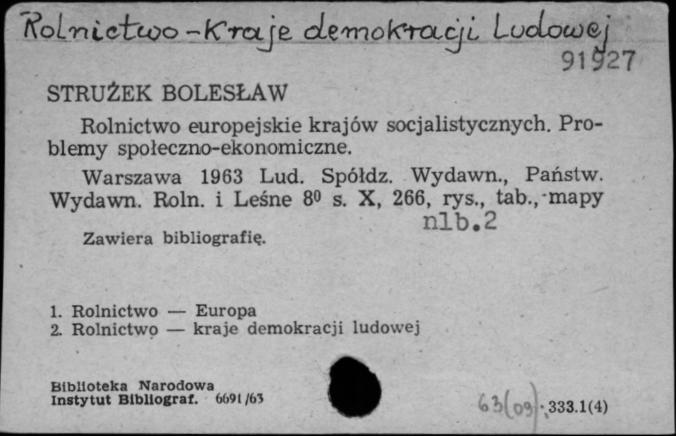 Rolnictwo - Kraje demokracji Ludowej
91927
STRUŻEK BOLESŁAW
Rolnictwo europejskie krajów socjalistycznych. Pro-
blemy społeczno-ekonomiczne.
Warszawa 1963 Lud. Spółdz. Wydawn., Państw.
Wydawn. Roln. i Leśne 8⁰ s. X, 266, rys., tab., mapy
nlb.2
Zawiera bibliografię.
1. Rolnictwo — Europa
2. Rolnictwo — kraje demokracji ludowej
Biblioteka Narodowa
Instytut Bibliograf. 6691/63
63(09).333.1(4)